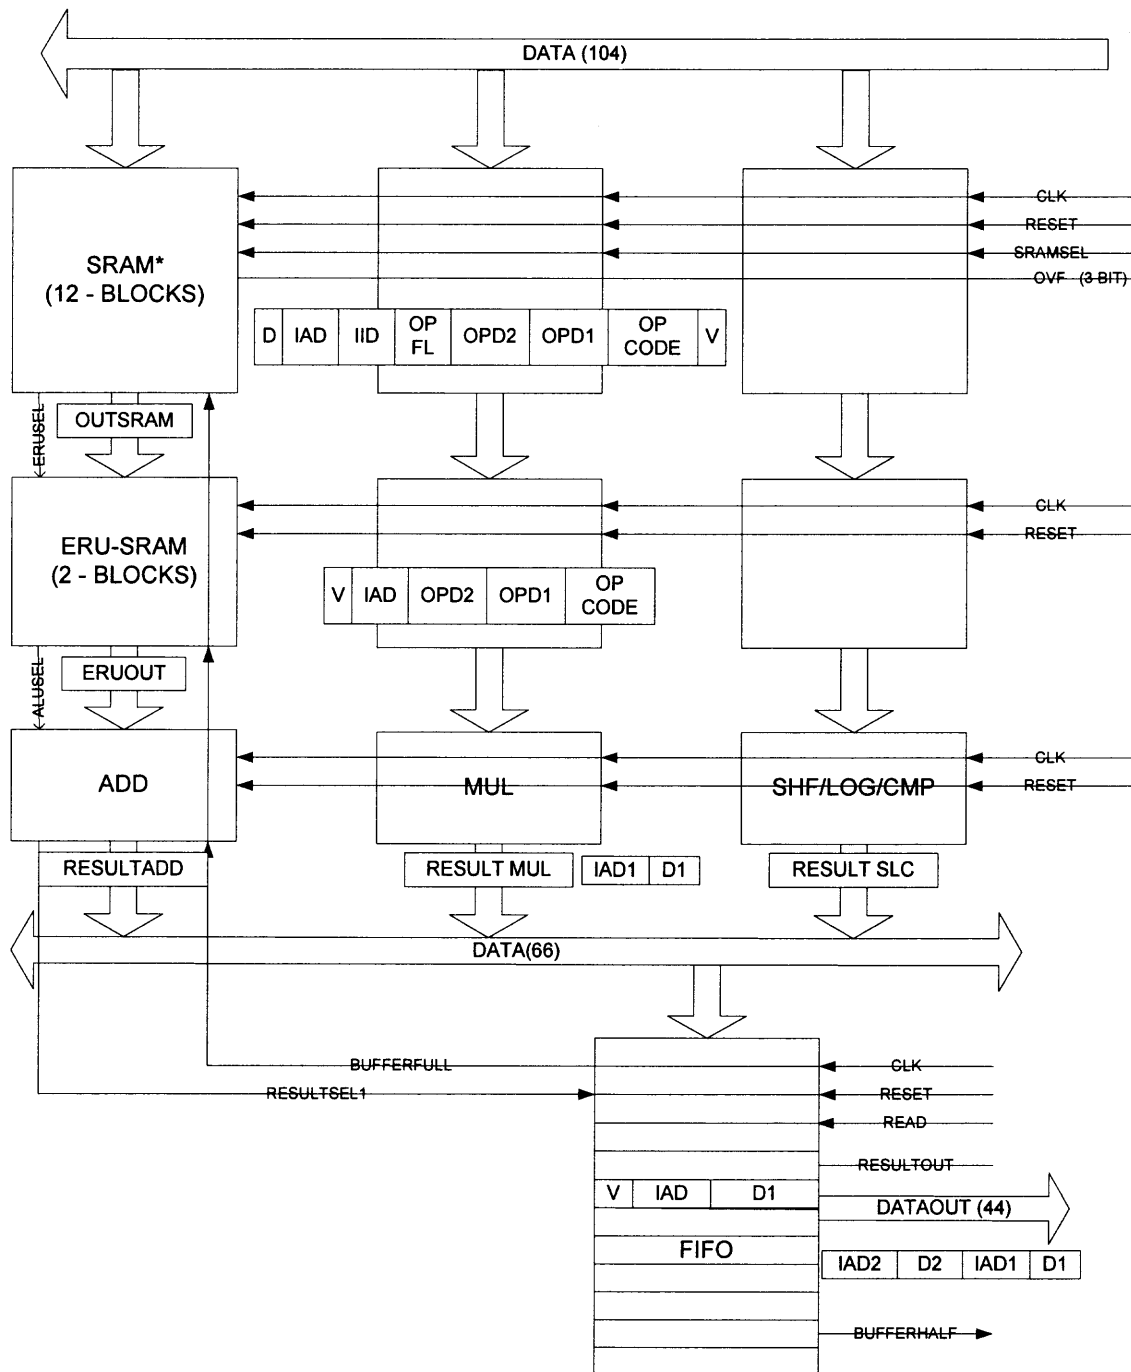 DATA (104)
CLK
RESET
SRAMSEL
OVF (3 BIT)
SRAM*
(12 - BLOCKS)
D IAD IID OP FL OPD2 OPD1 OP CODE V
ERUSEL
OUTSRAM
CLK
RESET
ERU-SRAM
(2 - BLOCKS)
V IAD OPD2 OPD1 OP CODE
ALUSEL
ERUOUT
CLK
ADD
MUL
SHF/LOG/CMP
RESET
RESULTADD
RESULT MUL
IAD1 D1
RESULT SLC
DATA(66)
BUFFERFULL
CLK
RESULTSEL1
RESET
READ
RESULTOUT
V IAD D1
DATAOUT (44)
FIFO
IAD2 D2 IAD1 D1
BUFFERHALF